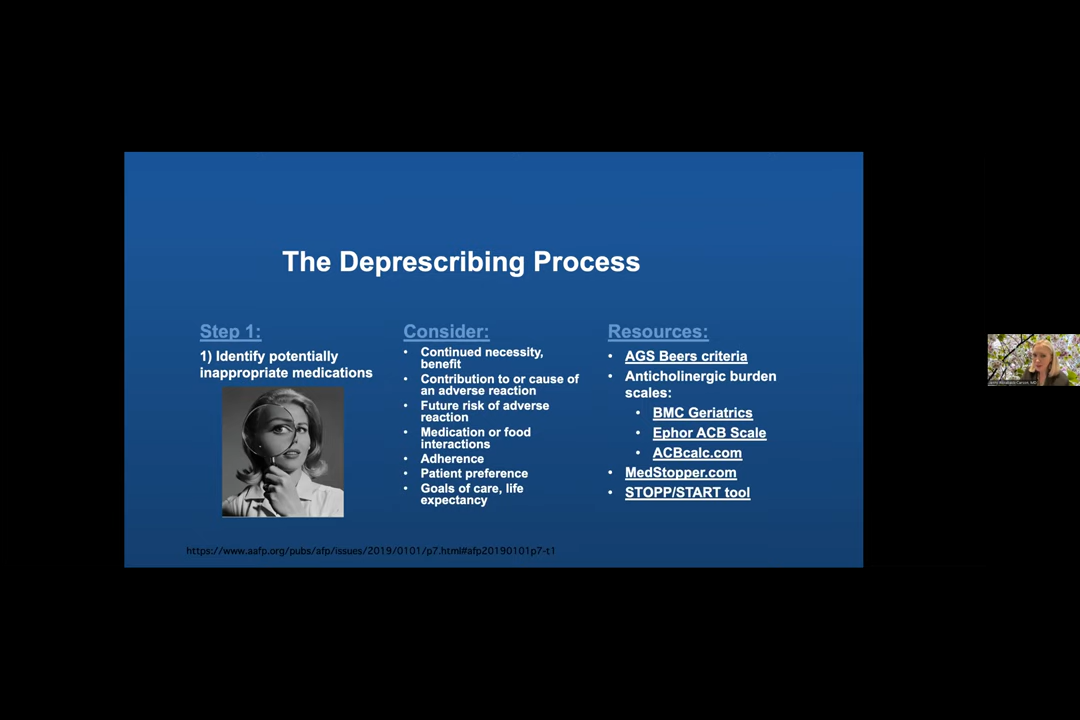 The Deprescribing Process
Step 1:
1) Identify potentially
inappropriate medications
Consider:
• Continued necessity,
benefit
• Contribution to or cause of
an adverse reaction
• Future risk of adverse
reaction
• Medication or food
interactions
• Adherence
• Patient preference
• Goals of care, life
expectancy
Resources:
• AGS Beers criteria
• Anticholinergic burden
scales:
• BMC Geriatrics
• Ephor ACB Scale
• ACBcalc.com
• MedStopper.com
• STOPP/START tool
https://www.aafp.org/pubs/afp/issues/2019/0101/p7.html#afp20190101p7-t1